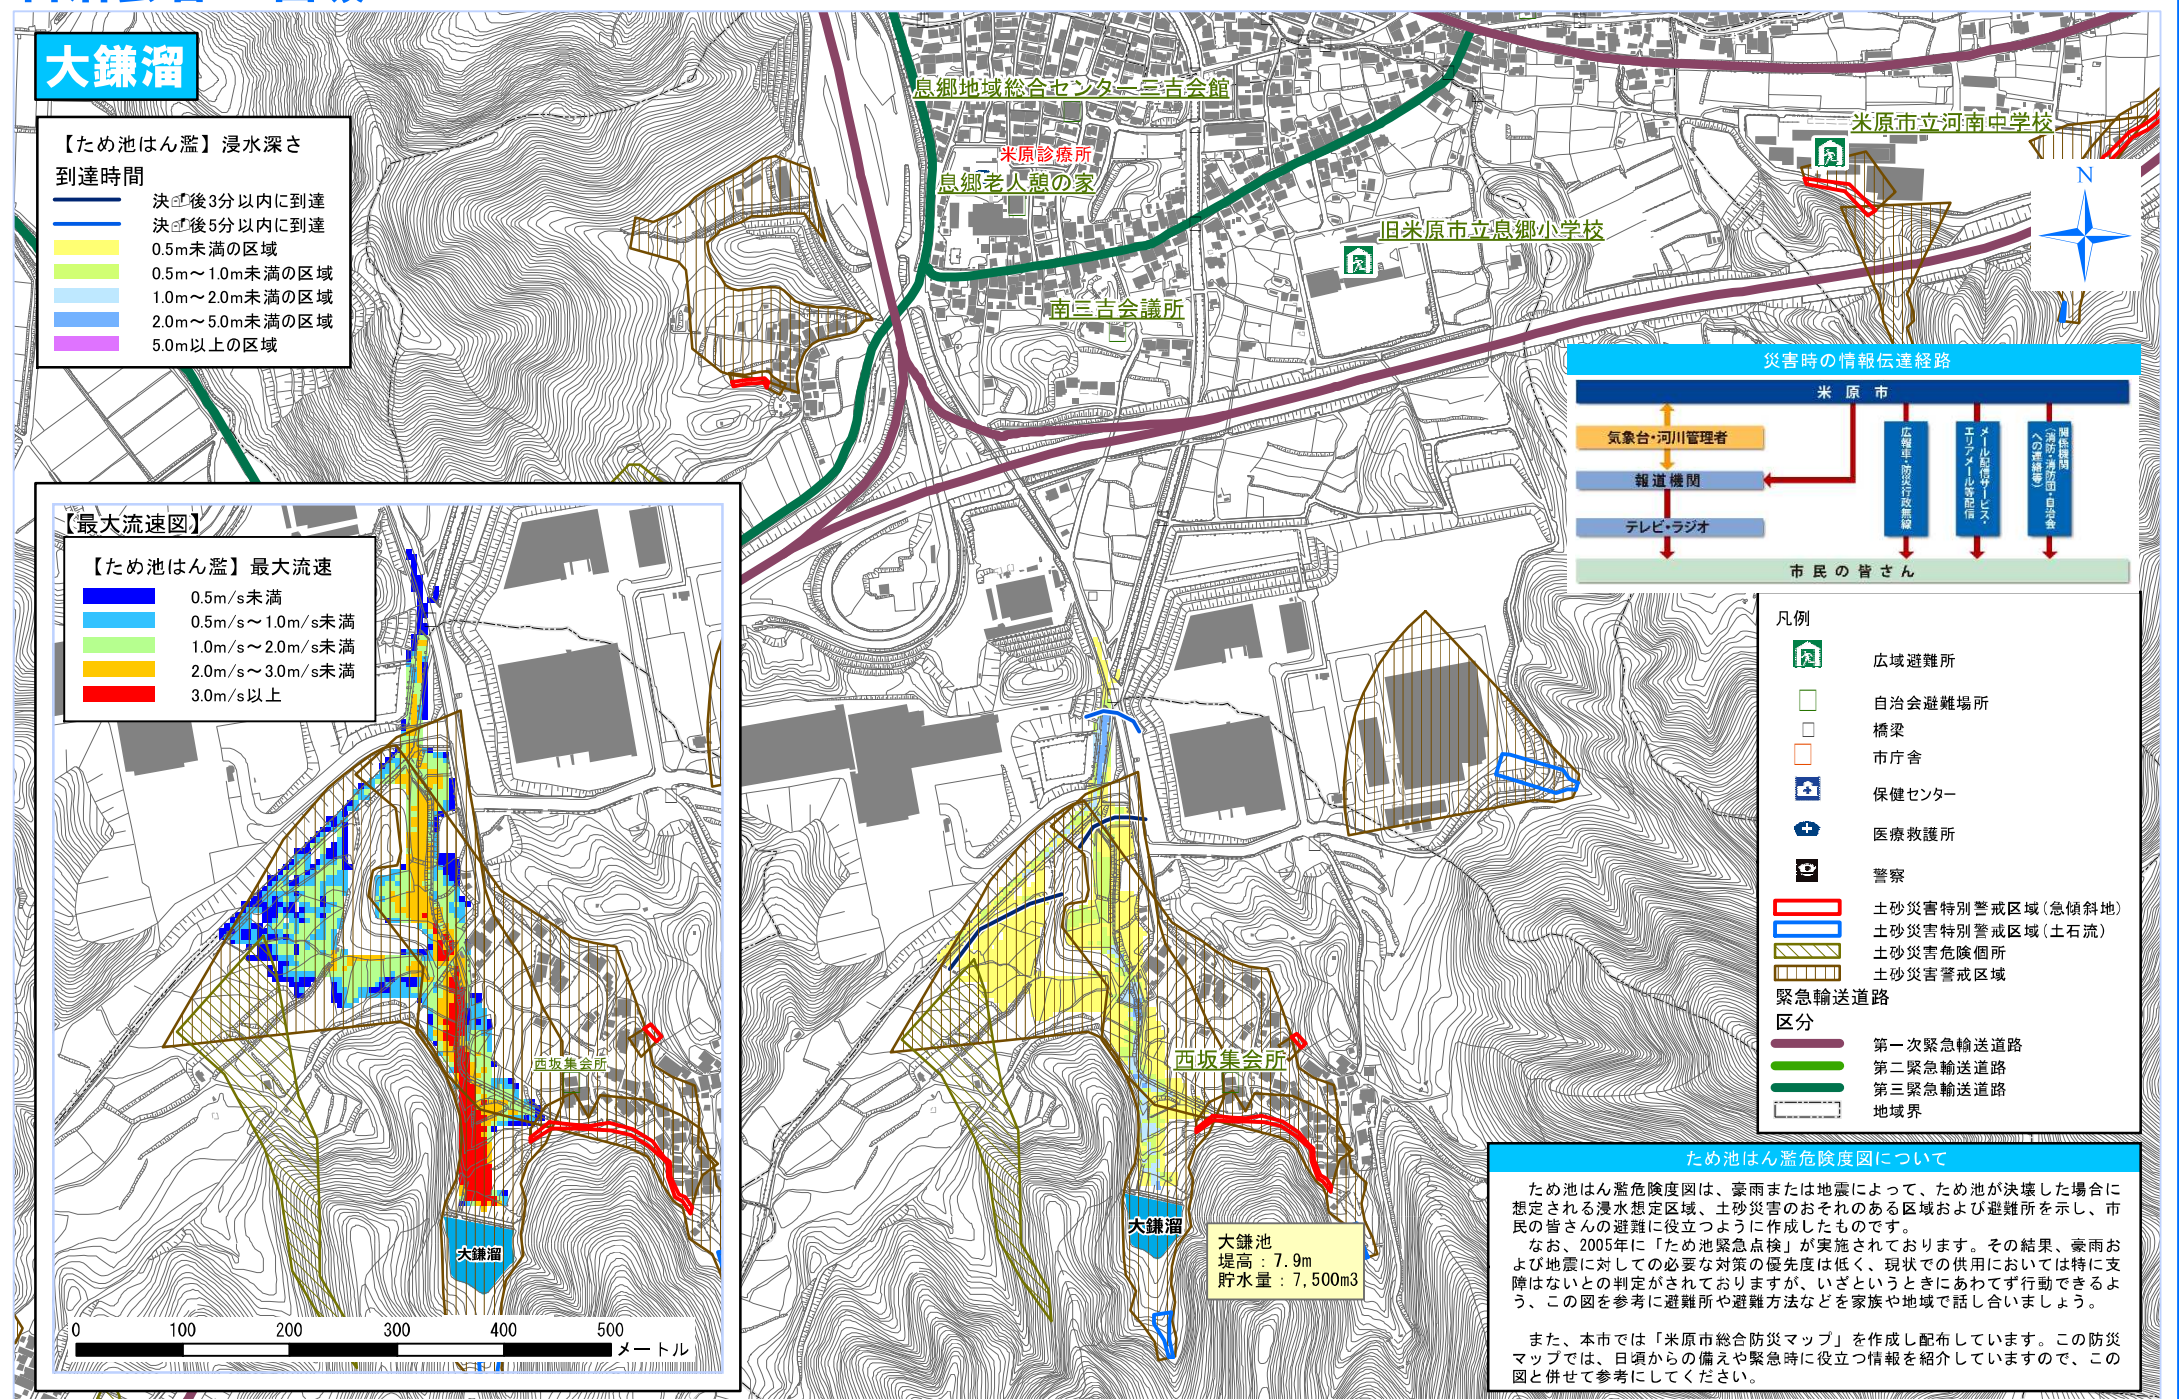 大鎌溜
【ため池はん濫】浸水深さ
到達時間
後3分以内に到達
後5分以内に到達
0.5m未満の区域
0.5m～1.0m未満の区域
1.0m～2.0m未満の区域
2.0m～5.0m未満の区域
5.0m以上の区域
息郷地域総合センター三吉会館
米原診療所
息郷老人憩の家
南三吉会議所
旧米原市立息郷小学校
米原市立河南中学校
N
災害時の情報伝達経路
米原市
気象台・河川管理者
報道機関
テレビ・ラジオ
広報車・防災行政無線
メール配信サービス・
エリアメール等配信
関係機関
(消防・消防団・自治会
への連絡等)
市民の皆さん
【最大流速図】
【ため池はん濫】最大流速
0.5m/s未満
0.5m/s～1.0m/s未満
1.0m/s～2.0m/s未満
2.0m/s～3.0m/s未満
3.0m/s以上
西坂集会所
大鎌溜
0 100 200 300 400 500
メートル
西坂集会所
大鎌溜
大鎌池
堤高：7.9m
貯水量：7,500m3
凡例
広域避難所
自治会避難場所
橋梁
市庁舎
保健センター
医療救護所
警察
土砂災害特別警戒区域(急傾斜地)
土砂災害特別警戒区域(土石流)
土砂災害危険個所
土砂災害警戒区域
緊急輸送道路
区分
第一次緊急輸送道路
第二緊急輸送道路
第三緊急輸送道路
地域界
ため池はん濫危険度図について
ため池はん濫危険度図は、豪雨または地震によって、ため池が決壊した場合に
想定される浸水想定区域、土砂災害のおそれのある区域および避難所を示し、市
民の皆さんの避難に役立つように作成したものです。
なお、2005年に「ため池緊急点検」が実施されております。その結果、豪雨お
よび地震に対しての必要な対策の優先度は低く、現状での供用においては特に支
障はないとの判定がされておりますが、いざというときにあわてず行動できるよ
う、この図を参考に避難所や避難方法などを家族や地域で話し合いましょう。
また、本市では「米原市総合防災マップ」を作成し配布しています。この防災
マップでは、日頃からの備えや緊急時に役立つ情報を紹介していますので、この
図と併せて参考にしてください。